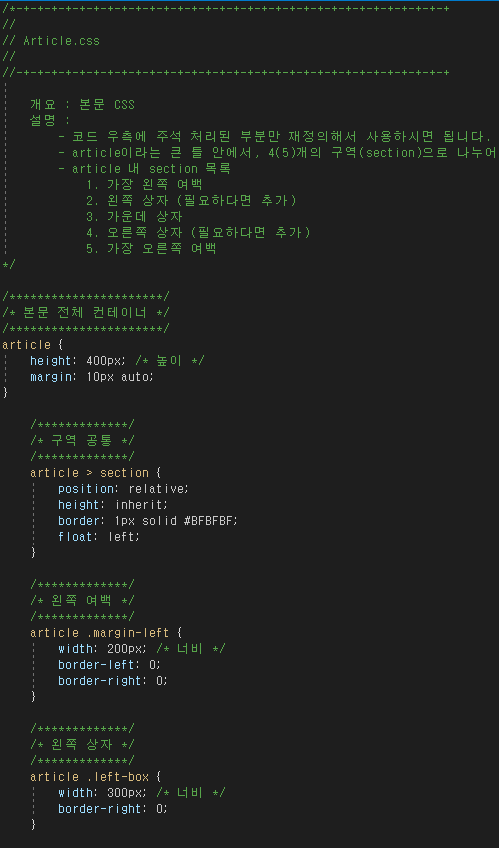 /*-+-+-+-+-+-+-+-+-+-+-+-+-+-+-+-+-+-+-+-+-+-+-+-+-+-+-+-+-+-+
//
// Article.css
//
//-+-+-+-+-+-+-+-+-+-+-+-+-+-+-+-+-+-+-+-+-+-+-+-+-+-+-+-+-+-+-+
개요 : 본문 CSS
설명 :
- 코드 우측에 주석 처리된 부분만 재정의해서 사용하시면 됩니다.
- article이라는 큰 틀 안에서, 4(5)개의 구역(section)으로 나누어
- article 내 section 목록
1. 가장 왼쪽 여백
2. 왼쪽 상자 (필요하다면 추가)
3. 가운데 상자
4. 오른쪽 상자 (필요하다면 추가)
5. 가장 오른쪽 여백
*/
/**********************/
/* 본문 전체 컨테이너 */
/**********************/
article {
height: 400px; /* 높이 */
margin: 10px auto;
}
/*************/
/* 구역 공통 */
/*************/
article > section {
position: relative;
height: inherit;
border: 1px solid #BFBFBF;
float: left;
}
/*************/
/* 왼쪽 여백 */
/*************/
article .margin-left {
width: 200px; /* 너비 */
border-left: 0;
border-right: 0;
}
/*************/
/* 왼쪽 상자 */
/*************/
article .left-box {
width: 300px; /* 너비 */
border-right: 0;
}